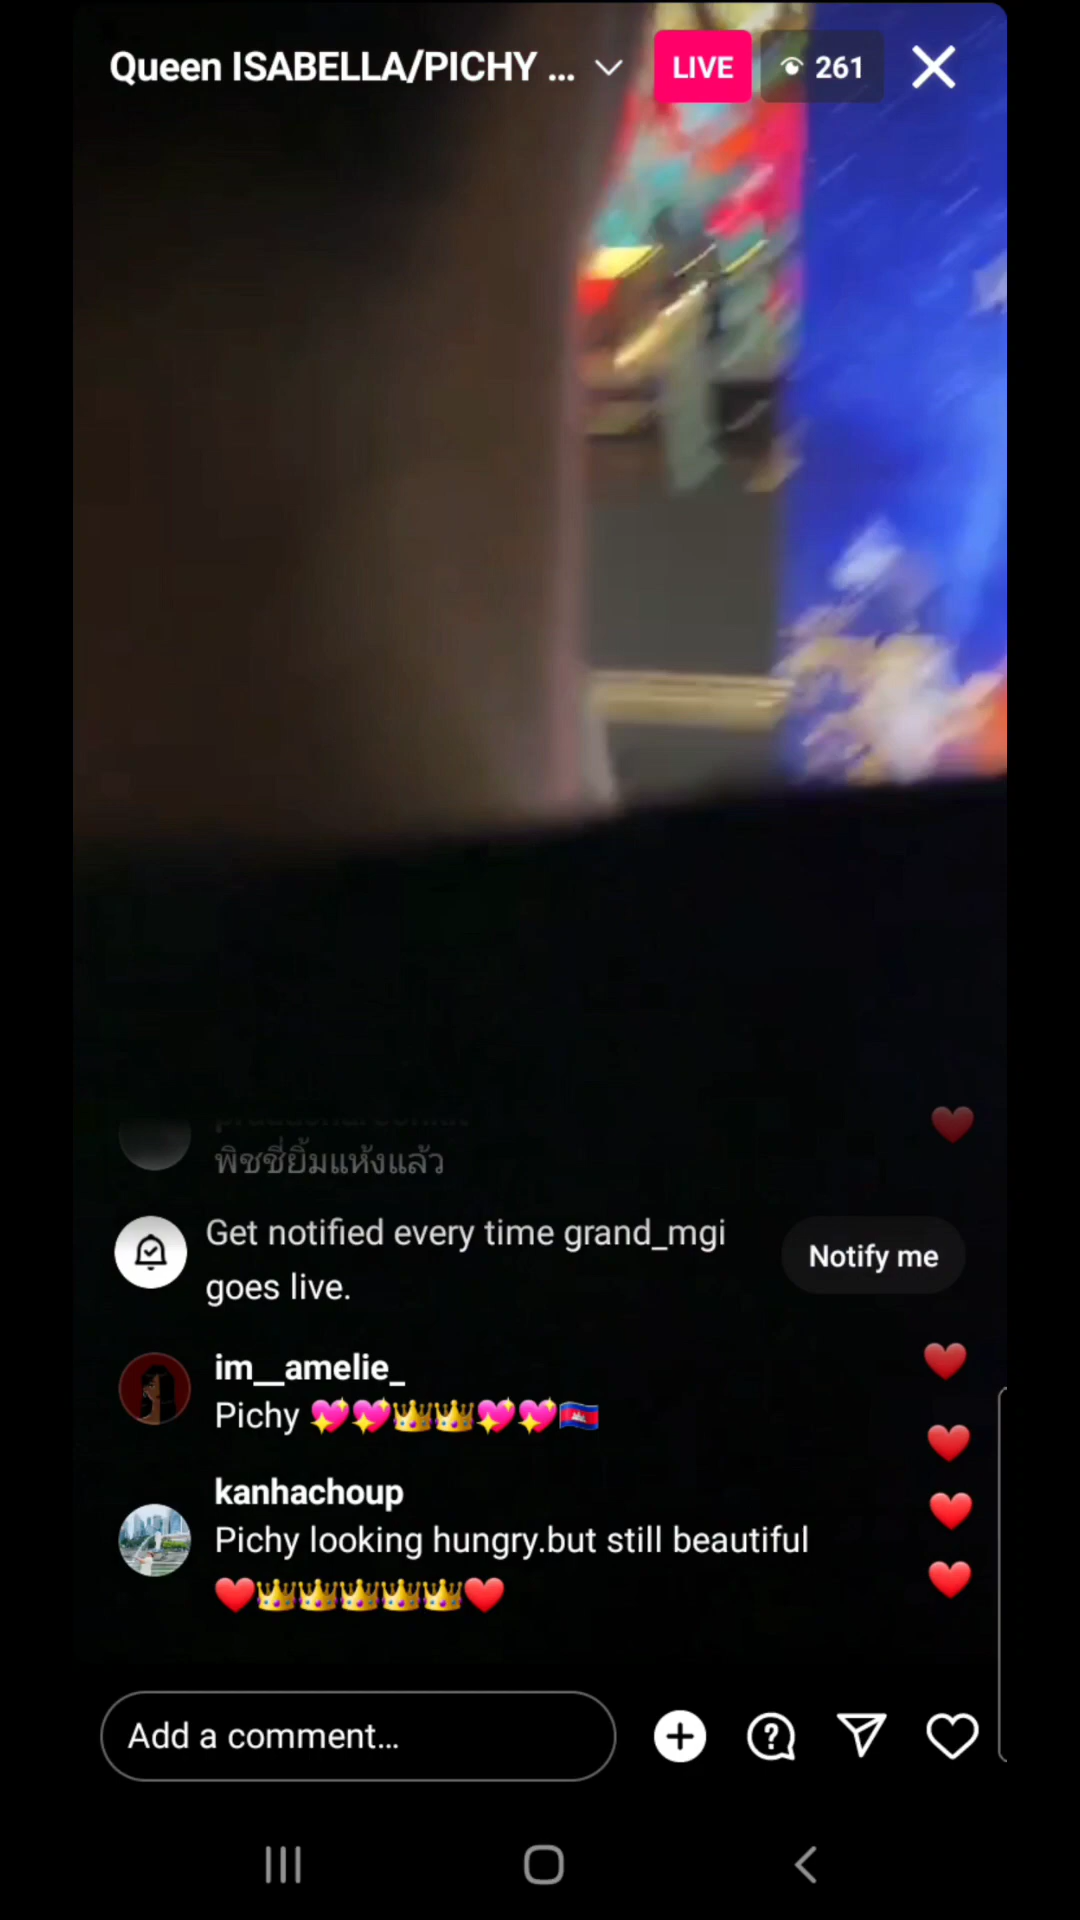 Queen ISABELLA/PICHY ...
LIVE
261
พิชชี่ยิ้มแห้งแล้ว
Get notified every time grand_mgi
goes live.
Notify me
im__amelie_
Pichy 💖💖👑👑💖💖🇰🇭
kanhachoup
Pichy looking hungry.but still beautiful
❤️👑👑👑👑👑❤️
Add a comment...